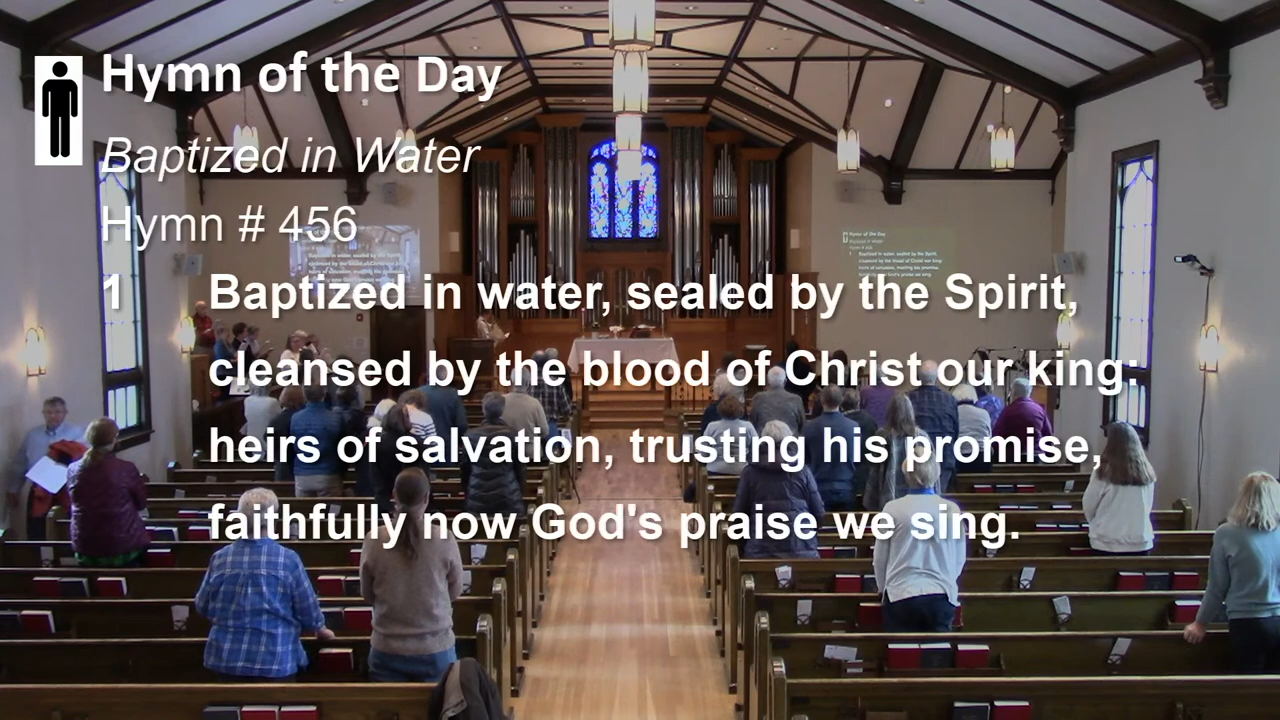 Hymn of the Day
Baptized in Water
Hymn # 456
1 Baptized in water, sealed by the Spirit,
cleansed by the blood of Christ our king:
heirs of salvation, trusting his promise,
faithfully now God's praise we sing.